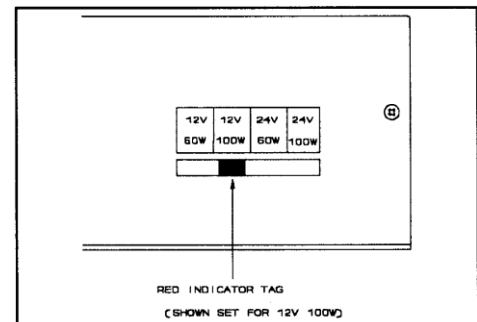 12V 12V 24V 24V
60W 100W 60W 100W
RED INDICATOR TAG
(SHOWN SET FOR 12V 100W)